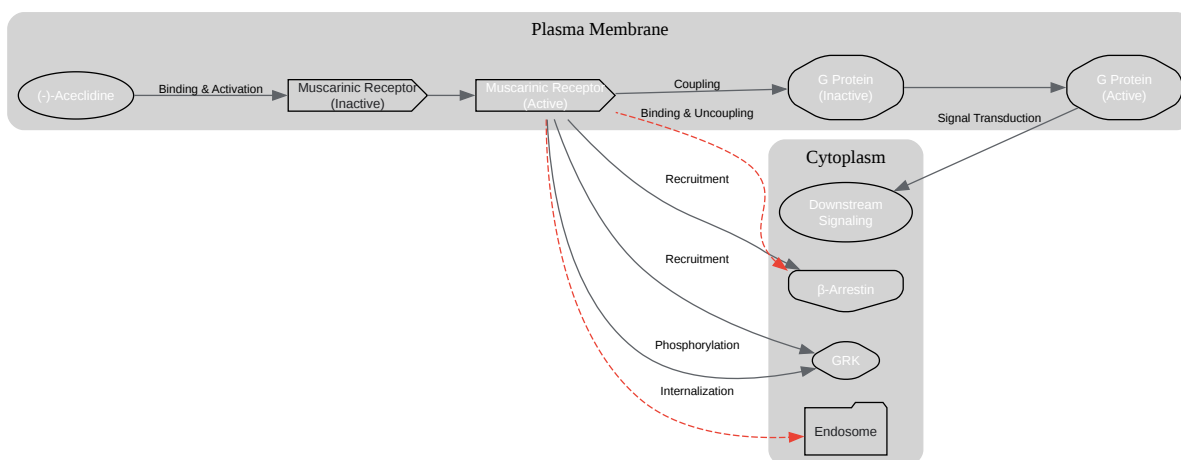 Plasma Membrane
(-)-Aceclidine
Binding & Activation
Muscarinic Receptor
(Inactive)
Muscarinic Receptor
(Active)
Coupling
Binding & Uncoupling
G Protein
(Inactive)
G Protein
(Active)
Signal Transduction
Cytoplasm
Downstream
Signaling
Recruitment
β-Arrestin
Recruitment
Phosphorylation
GRK
Internalization
Endosome